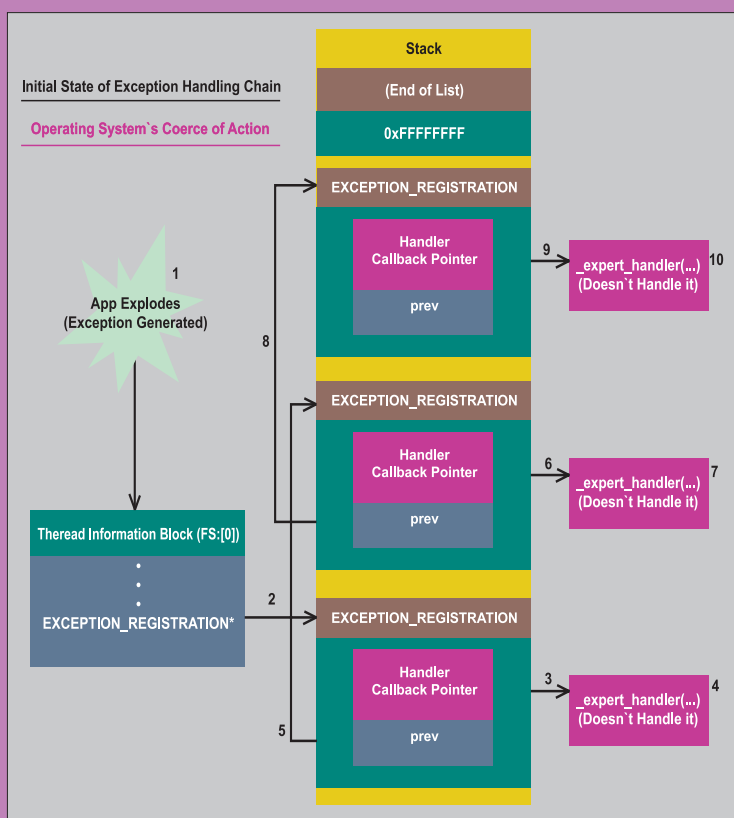 Stack
Initial State of Exception Handling Chain
(End of List)
Operating System`s Coerce of Action
0xFFFFFFFF
EXCEPTION_REGISTRATION
Handler
Callback Pointer
prev
9
_expert_handler(...)
(Doesn`t Handle it)
10
1
App Explodes
(Exception Generated)
8
EXCEPTION_REGISTRATION
Handler
Callback Pointer
prev
6
_expert_handler(...)
(Doesn`t Handle it)
7
Theread Information Block (FS:[0])
EXCEPTION_REGISTRATION*
2
EXCEPTION_REGISTRATION
Handler
Callback Pointer
prev
3
_expert_handler(...)
(Doesn`t Handle it)
4
5